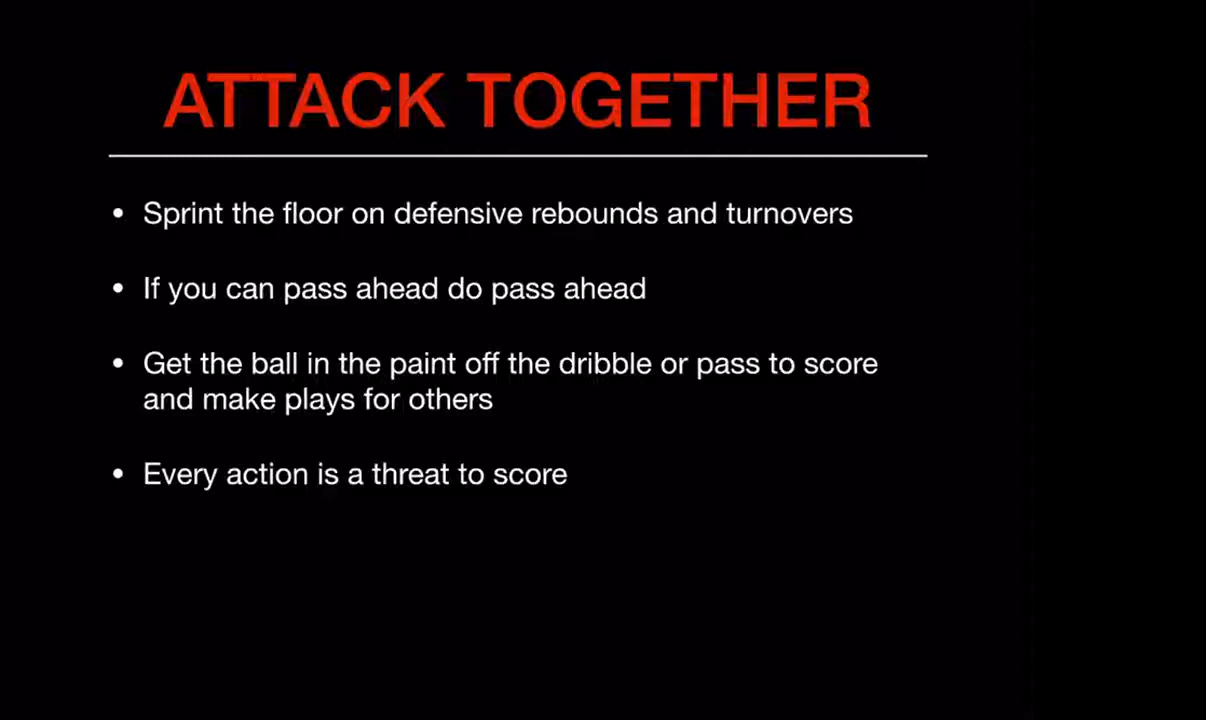 ATTACK TOGETHER
• Sprint the floor on defensive rebounds and turnovers
• If you can pass ahead do pass ahead
• Get the ball in the paint off the dribble or pass to score
and make plays for others
• Every action is a threat to score